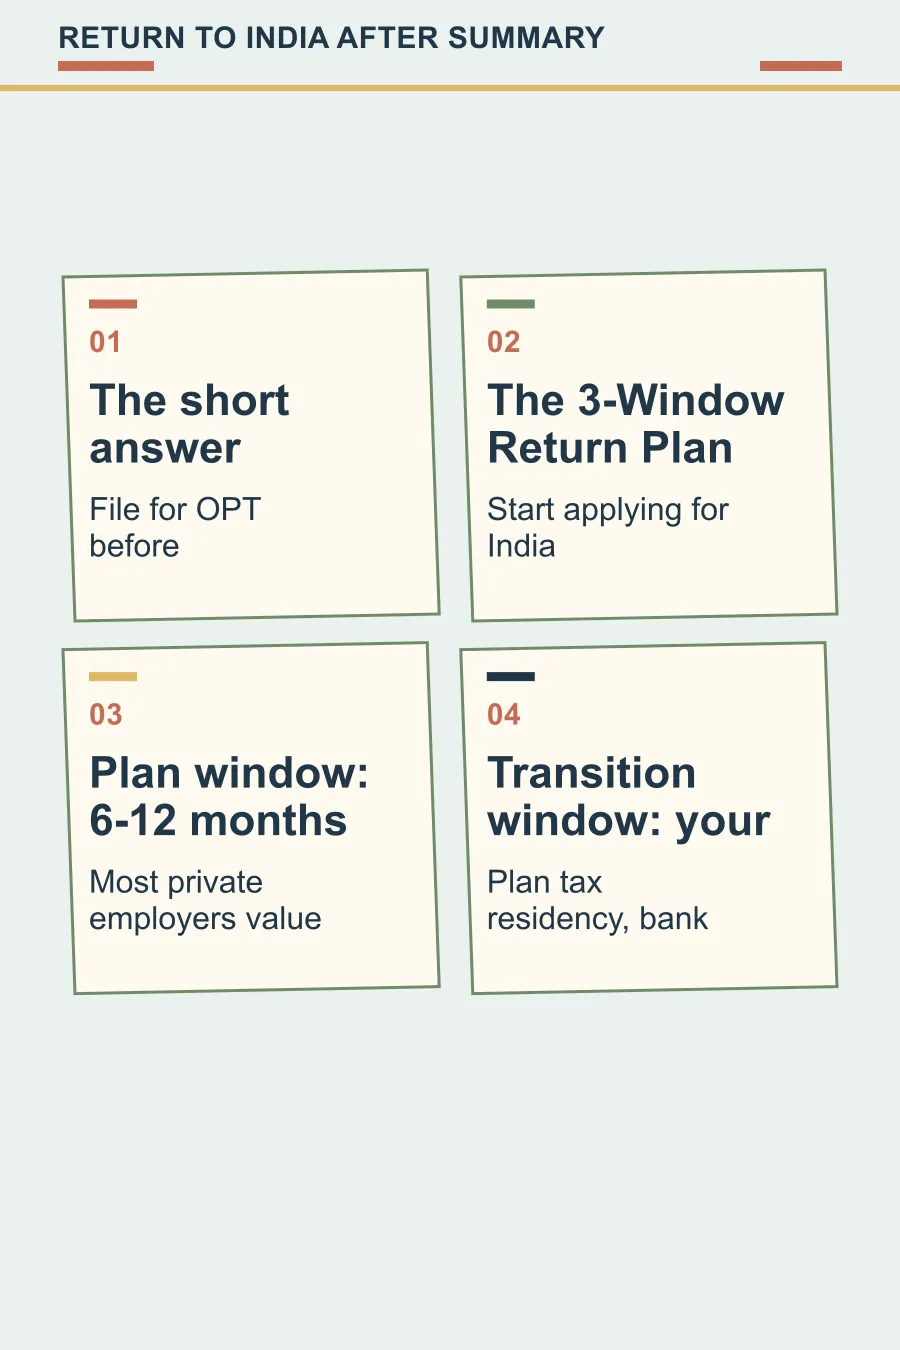 RETURN TO INDIA AFTER SUMMARY
01
The short
answer
File for OPT
before
02
The 3-Window
Return Plan
Start applying for
India
03
Plan window:
6-12 months
Most private
employers value
04
Transition
window: your
Plan tax
residency, bank